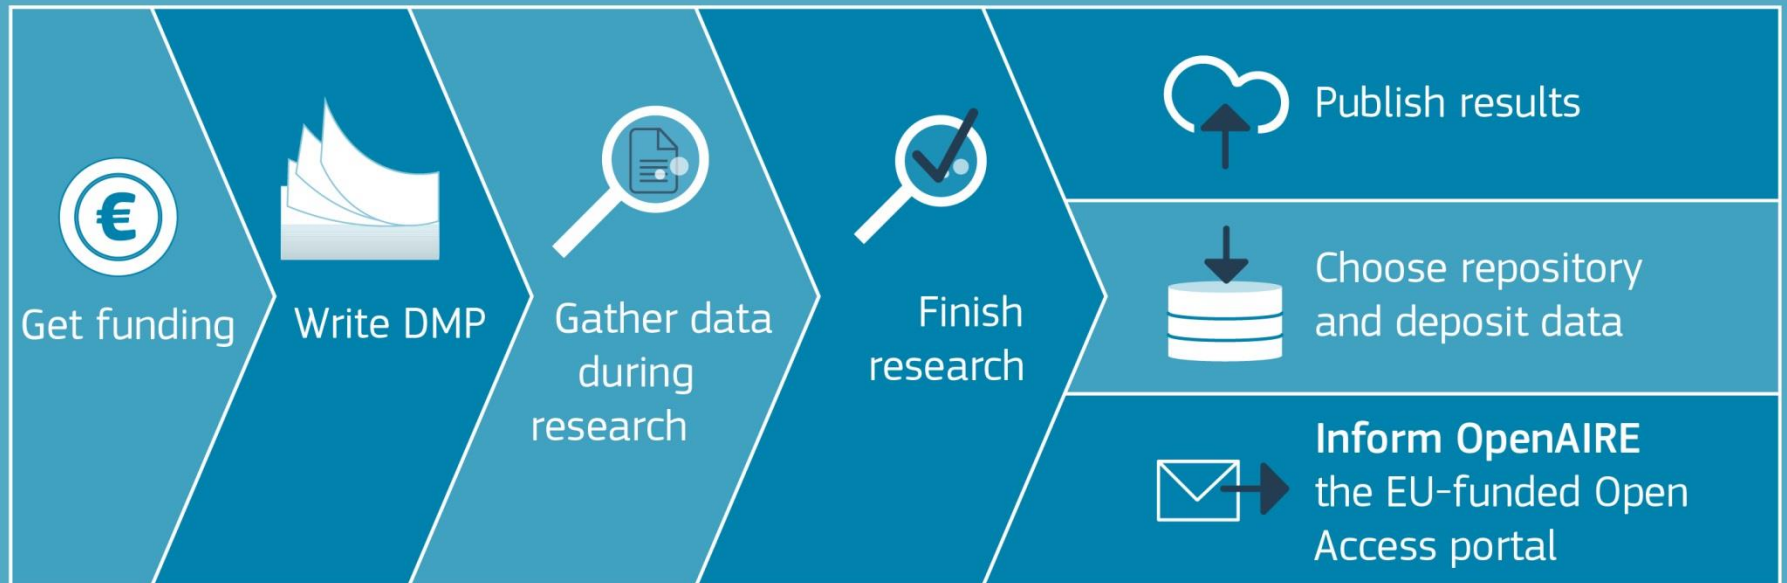 €
Get funding
Write DMP
Gather data
during
research
Finish
research
Publish results
Choose repository
and deposit data
Inform OpenAIRE
the EU-funded Open
Access portal